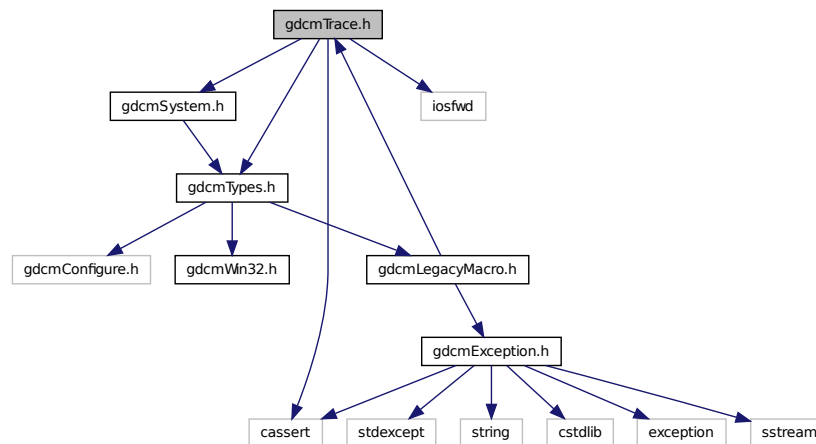 gdcmTrace.h
gdcmSystem.h
iosfwd
gdcmTypes.h
gdcmConfigure.h
gdcmWin32.h
gdcmLegacyMacro.h
gdcmException.h
cassert
stdexcept
string
cstdlib
exception
sstream